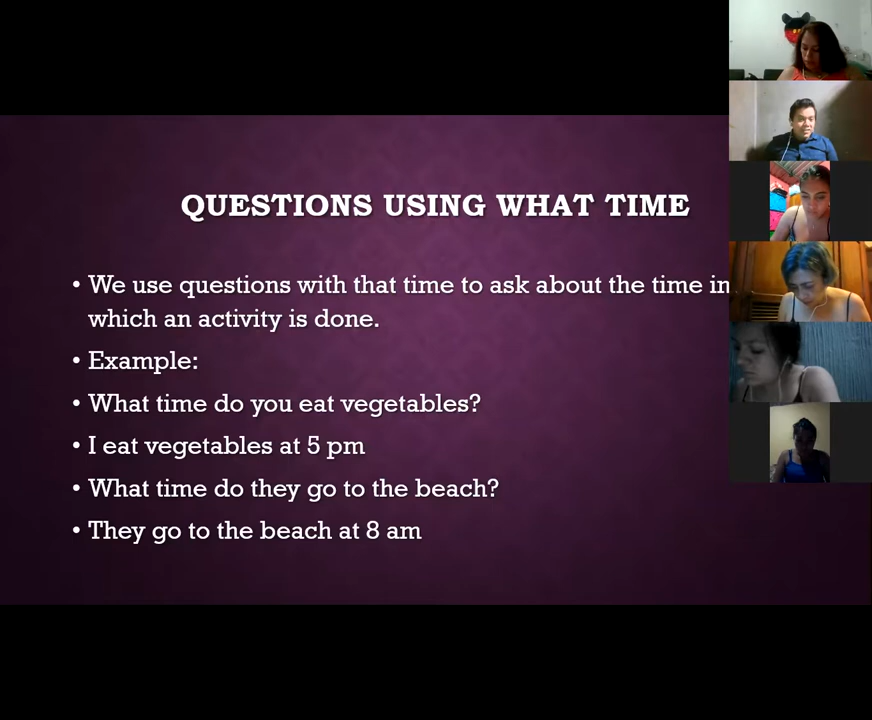 QUESTIONS USING WHAT TIME
• We use questions with that time to ask about the time in
which an activity is done.
• Example:
• What time do you eat vegetables?
• I eat vegetables at 5 pm
• What time do they go to the beach?
• They go to the beach at 8 am